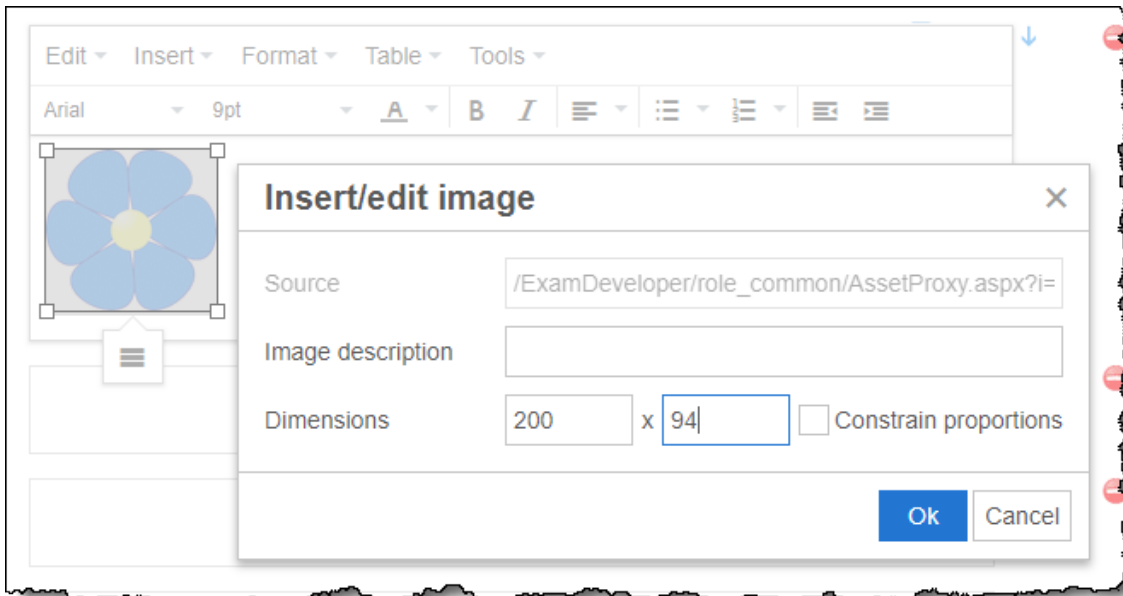 Edit Insert Format Table Tools
Arial 9pt A B I
Insert/edit image
Source /ExamDeveloper/role_common/AssetProxy.aspx?i=
Image description
Dimensions 200 x 94 Constrain proportions
Ok Cancel